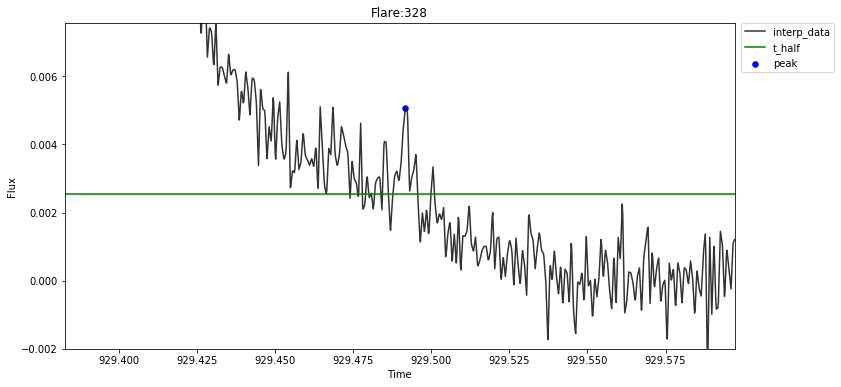 Flare:328
interp_data
t_half
peak
Flux
0.006
0.004
0.002
0.000
−0.002
929.400
929.425
929.450
929.475
929.500
929.525
929.550
929.575
Time